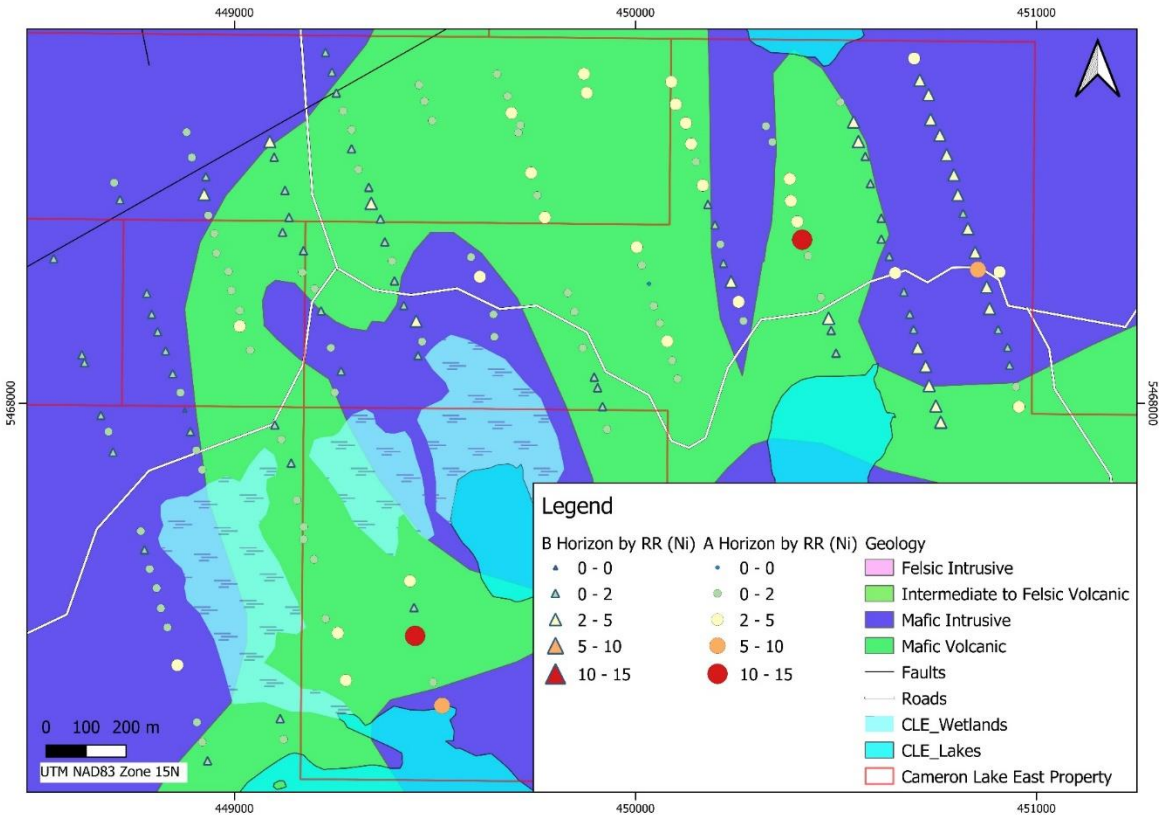 449000 450000 451000
5468000 5468000
Legend
B Horizon by RR (Ni) A Horizon by RR (Ni) Geology
0 - 0 0 - 0 Felsic Intrusive
0 - 2 0 - 2 Intermediate to Felsic Volcanic
2 - 5 2 - 5 Mafic Intrusive
5 - 10 5 - 10 Mafic Volcanic
10 - 15 10 - 15 Faults
Roads
CLE_Wetlands
CLE_Lakes
Cameron Lake East Property
0 100 200 m
UTM NAD83 Zone 15N
449000 450000 451000